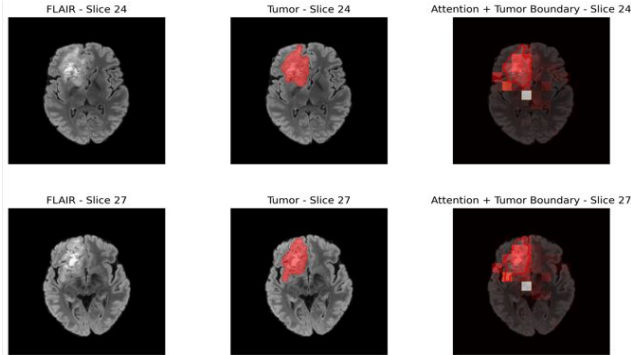 FLAIR - Slice 24
Tumor - Slice 24
Attention + Tumor Boundary - Slice 24
FLAIR - Slice 27
Tumor - Slice 27
Attention + Tumor Boundary - Slice 27